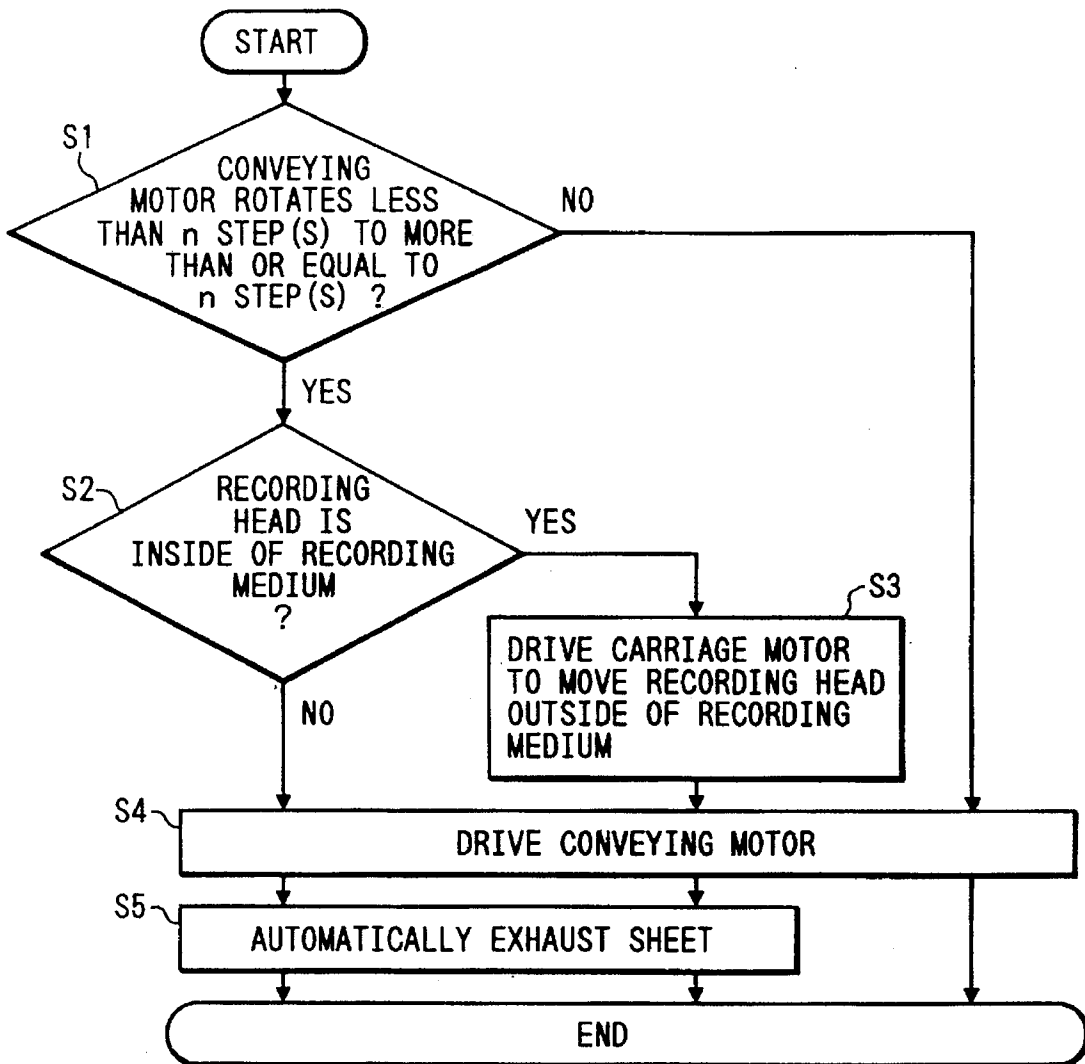 START
S1
CONVEYING
MOTOR ROTATES LESS
THAN n STEP(S) TO MORE
THAN OR EQUAL TO
n STEP(S) ?
NO
YES
S2
RECORDING
HEAD IS
INSIDE OF RECORDING
MEDIUM
?
YES
NO
S3
DRIVE CARRIAGE MOTOR
TO MOVE RECORDING HEAD
OUTSIDE OF RECORDING
MEDIUM
S4
DRIVE CONVEYING MOTOR
S5
AUTOMATICALLY EXHAUST SHEET
END